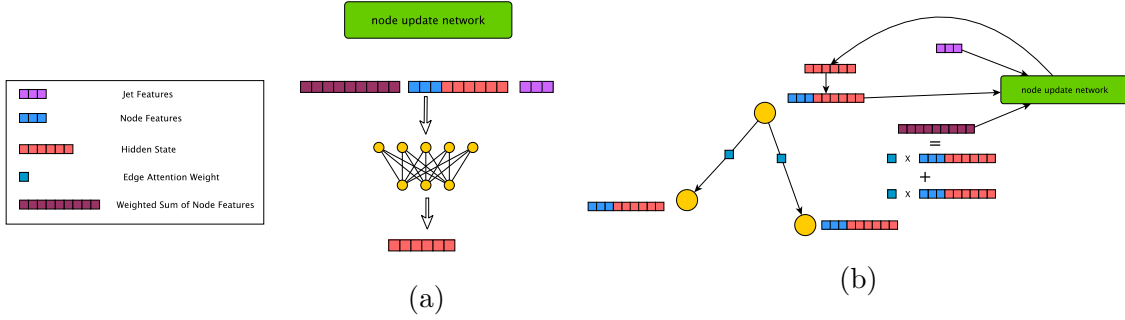 node update network
Jet Features
Node Features
Hidden State
Edge Attention Weight
Weighted Sum of Node Features
(a)
node update network
=
x
+
x
(b)